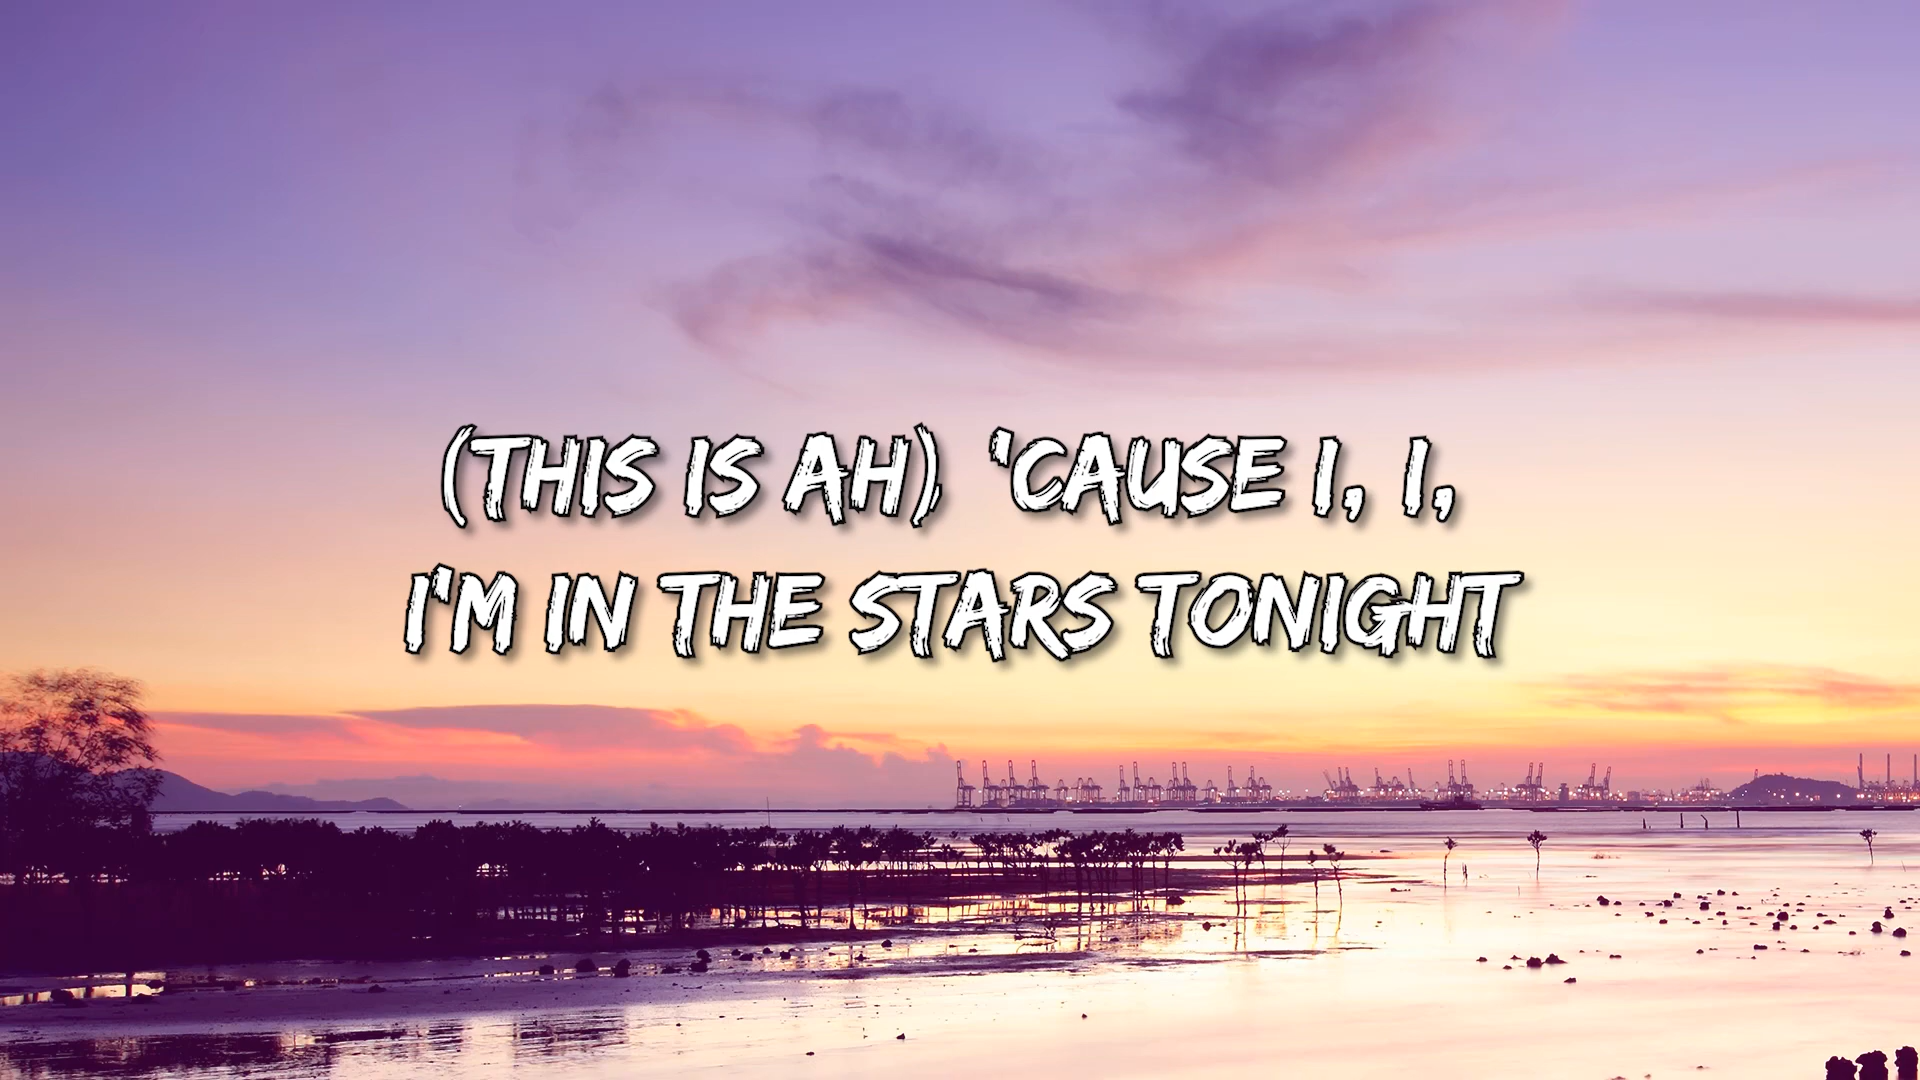 (THIS IS AH) 'CAUSE I, I,
I'M IN THE STARS TONIGHT